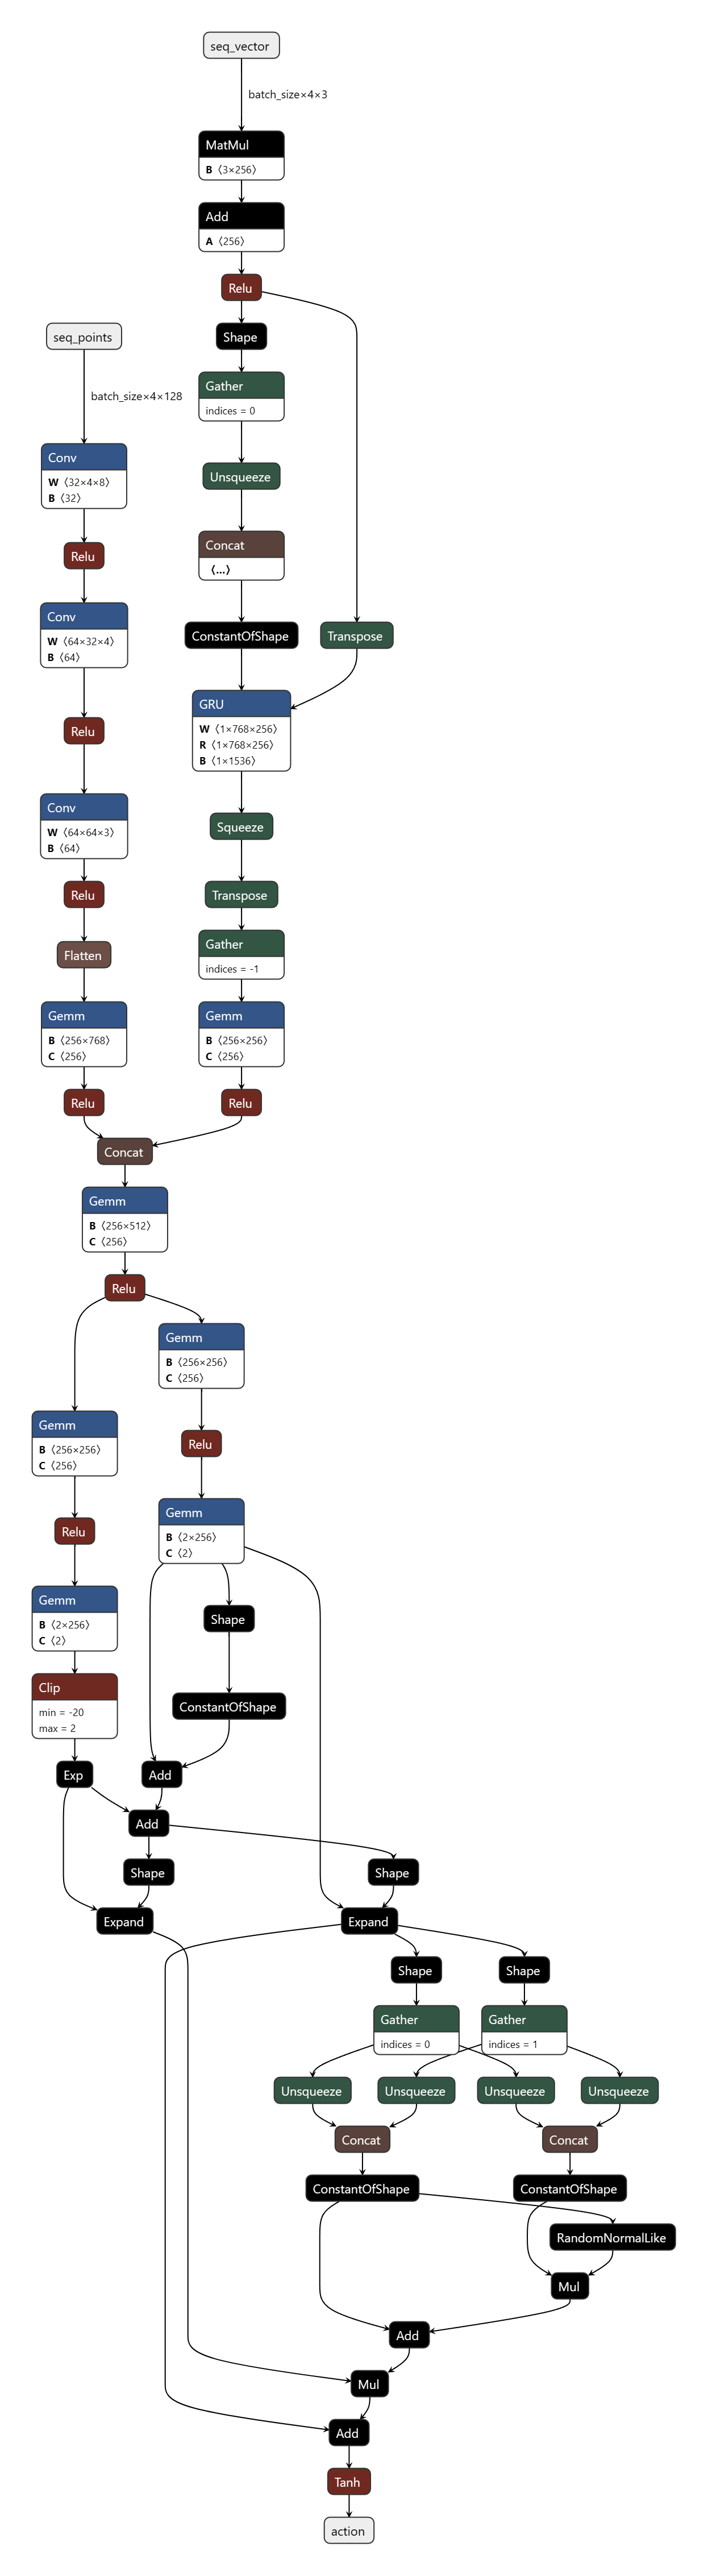 seq_vector
batch_size×4×3
MatMul
B 〈3×256〉
Add
A 〈256〉
Relu
seq_points
Shape
batch_size×4×128
Gather
indices = 0
Conv
W 〈32×4×8〉
B 〈32〉
Unsqueeze
Relu
Concat
〈...〉
Conv
W 〈64×32×4〉
B 〈64〉
ConstantOfShape
Transpose
Relu
GRU
W 〈1×768×256〉
R 〈1×768×256〉
B 〈1×1536〉
Conv
W 〈64×64×3〉
B 〈64〉
Squeeze
Relu
Transpose
Flatten
Gather
indices = -1
Gemm
B 〈256×768〉
C 〈256〉
Gemm
B 〈256×256〉
C 〈256〉
Relu
Relu
Concat
Gemm
B 〈256×512〉
C 〈256〉
Relu
Gemm
B 〈256×256〉
C 〈256〉
Gemm
B 〈256×256〉
C 〈256〉
Relu
Relu
Gemm
B 〈2×256〉
C 〈2〉
Gemm
B 〈2×256〉
C 〈2〉
Shape
Clip
min = -20
max = 2
ConstantOfShape
Exp
Add
Add
Shape
Shape
Expand
Expand
Shape
Shape
Gather
indices = 0
Gather
indices = 1
Unsqueeze
Unsqueeze
Unsqueeze
Unsqueeze
Concat
Concat
ConstantOfShape
ConstantOfShape
RandomNormalLike
Mul
Add
Mul
Add
Tanh
action